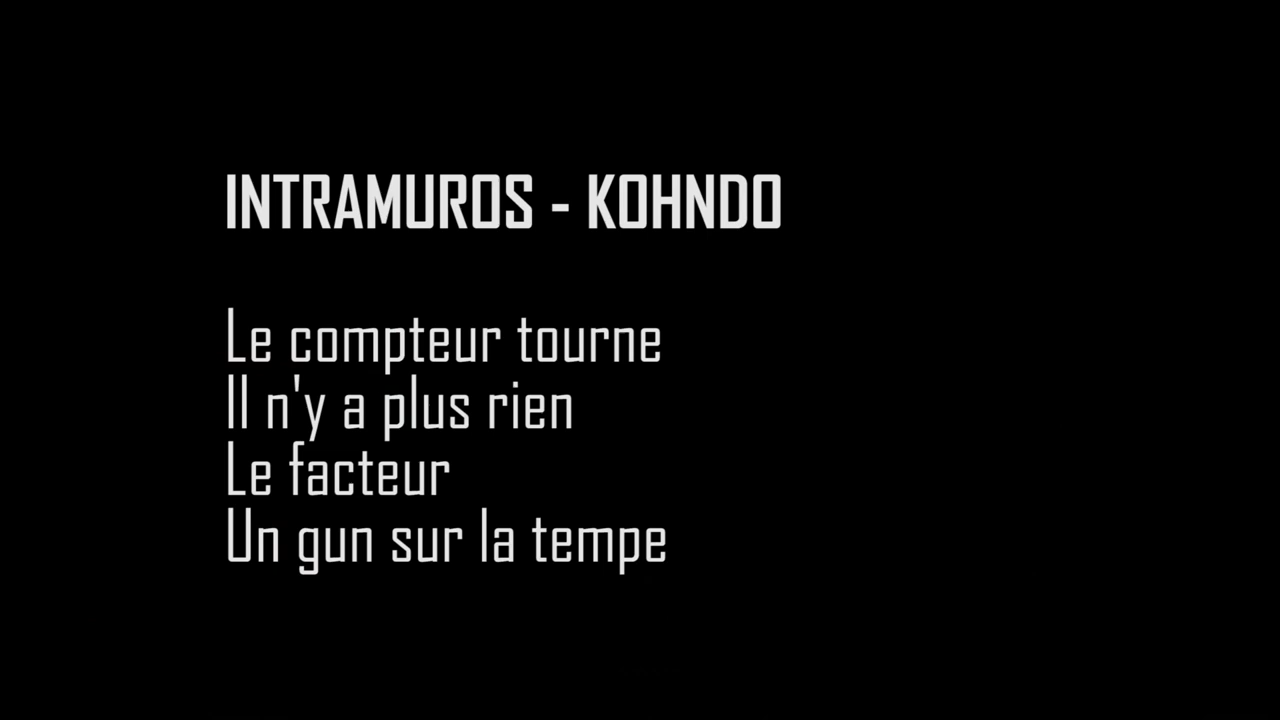 INTRAMUROS - KOHNDO
Le compteur tourne
Il n'y a plus rien
Le facteur
Un gun sur la tempe